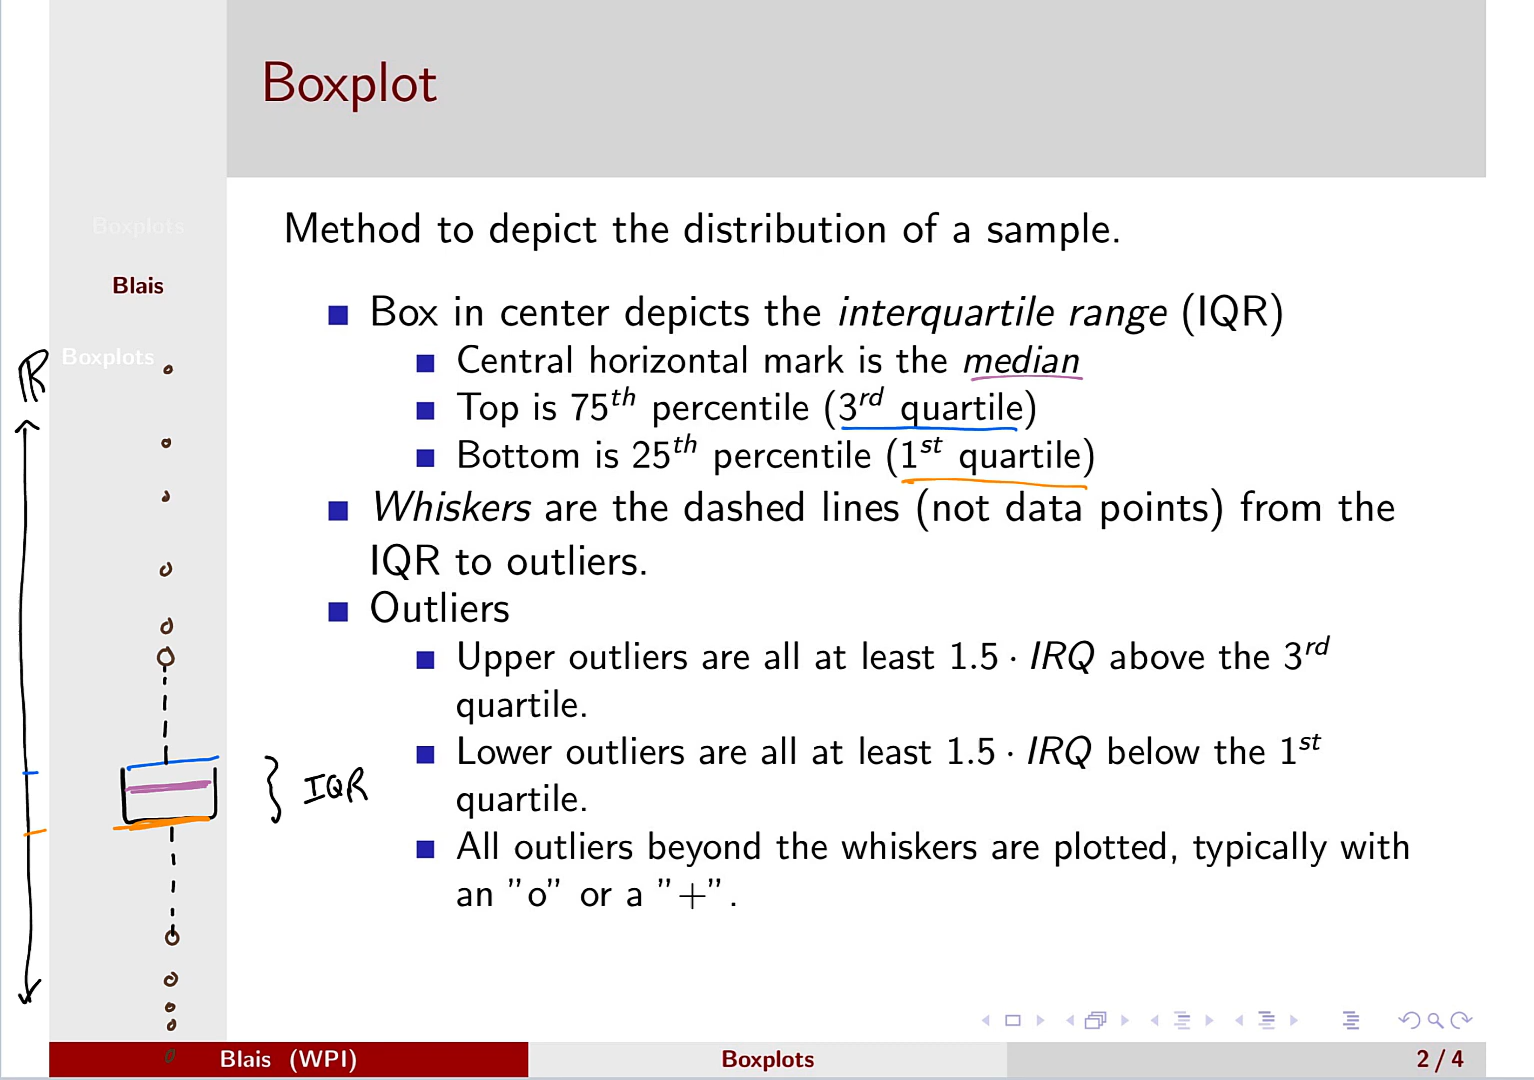 Boxplot
Boxplots
Blais
Boxplots
ℝ
Method to depict the distribution of a sample.
Box in center depicts the interquartile range (IQR)
Central horizontal mark is the median
Top is 75th percentile (3rd quartile)
Bottom is 25th percentile (1st quartile)
Whiskers are the dashed lines (not data points) from the
IQR to outliers.
Outliers
Upper outliers are all at least 1.5 · IRQ above the 3rd
quartile.
Lower outliers are all at least 1.5 · IRQ below the 1st
quartile.
All outliers beyond the whiskers are plotted, typically with
an ”o” or a ”+”.
IQR
Blais (WPI)
Boxplots
2 / 4